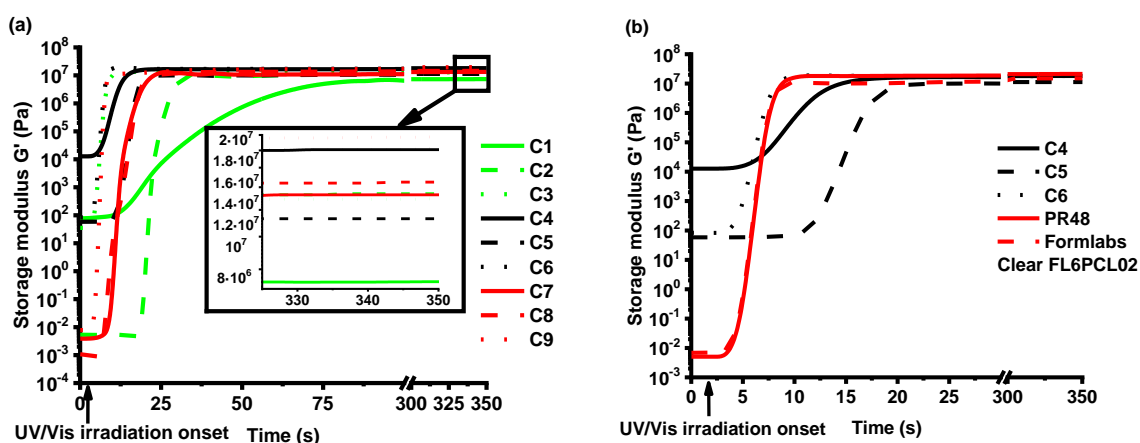 (a)
Storage modulus G' (Pa)
10⁸
10⁷
10⁶
10⁵
10⁴
10³
10²
10¹
10⁰
10⁻¹
10⁻²
10⁻³
10⁻⁴
0 25 50 75 300 325 350
UV/Vis irradiation onset Time (s)
2·10⁷
1.8·10⁷
1.6·10⁷
1.4·10⁷
1.2·10⁷
10⁷
8·10⁶
330 340 350
C1
C2
C3
C4
C5
C6
C7
C8
C9
(b)
Storage modulus G' (Pa)
10⁸
10⁷
10⁶
10⁵
10⁴
10³
10²
10¹
10⁰
10⁻¹
10⁻²
10⁻³
0 5 10 15 20 25 300 350
UV/Vis irradiation onset Time (s)
C4
C5
C6
PR48
Formlabs
Clear FL6PCL02